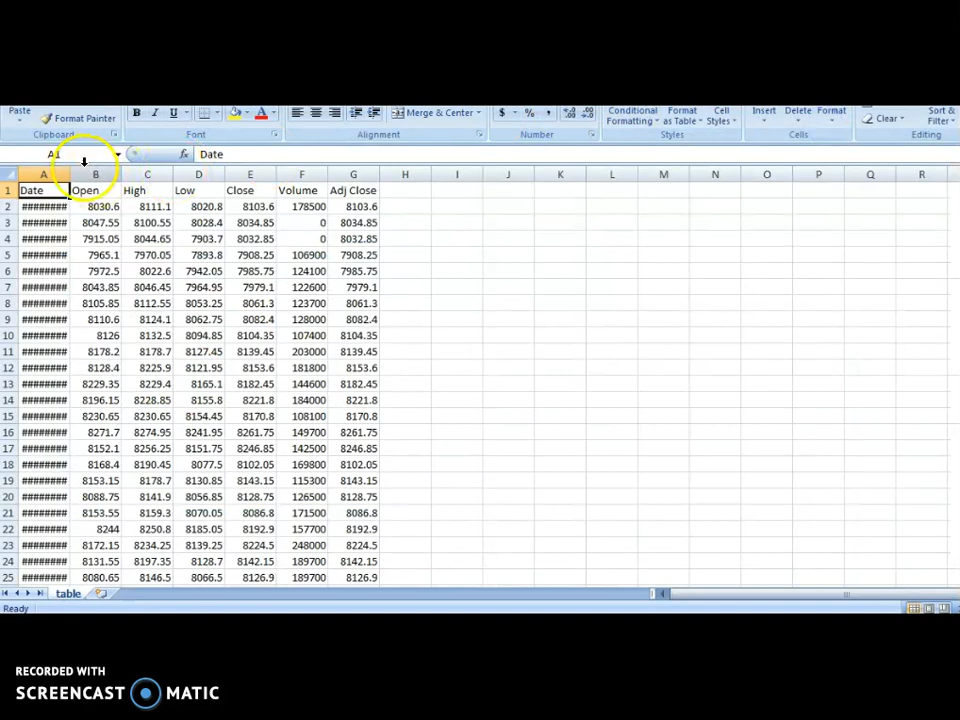 Paste Format Painter B I U A Merge & Center $ % , Conditional Formatting Format as Table Cell Styles Insert Delete Format Clear Sort & Filter
Clipboard Font Alignment Number Styles Cells Editing
A1 fx Date
A B C D E F G H I J K L M N O P Q R
1 Date Open High Low Close Volume Adj Close
2 ######## 8030.6 8111.1 8020.8 8103.6 178500 8103.6
3 ######## 8047.55 8100.55 8028.4 8034.85 0 8034.85
4 ######## 7915.05 8044.65 7903.7 8032.85 0 8032.85
5 ######## 7965.1 7970.05 7893.8 7908.25 106900 7908.25
6 ######## 7972.5 8022.6 7942.05 7985.75 124100 7985.75
7 ######## 8043.85 8046.45 7964.95 7979.1 122600 7979.1
8 ######## 8105.85 8112.55 8053.25 8061.3 123700 8061.3
9 ######## 8110.6 8124.1 8062.75 8082.4 128000 8082.4
10 ######## 8126 8132.5 8094.85 8104.35 107400 8104.35
11 ######## 8178.2 8178.7 8127.45 8139.45 203000 8139.45
12 ######## 8128.4 8225.9 8121.95 8153.6 181800 8153.6
13 ######## 8229.35 8229.4 8165.1 8182.45 144600 8182.45
14 ######## 8196.15 8228.85 8155.8 8221.8 184000 8221.8
15 ######## 8230.65 8230.65 8154.45 8170.8 108100 8170.8
16 ######## 8271.7 8274.95 8241.95 8261.75 149700 8261.75
17 ######## 8152.1 8256.25 8151.75 8246.85 142500 8246.85
18 ######## 8168.4 8190.45 8077.5 8102.05 169800 8102.05
19 ######## 8153.15 8178.7 8130.85 8143.15 115300 8143.15
20 ######## 8088.75 8141.9 8056.85 8128.75 126500 8128.75
21 ######## 8153.55 8159.3 8070.05 8086.8 171500 8086.8
22 ######## 8244 8250.8 8185.05 8192.9 157700 8192.9
23 ######## 8172.15 8234.25 8139.25 8224.5 248000 8224.5
24 ######## 8131.55 8197.35 8128.7 8142.15 189700 8142.15
25 ######## 8080.65 8146.5 8066.5 8126.9 189700 8126.9
table
Ready
RECORDED WITH
SCREENCAST MATIC